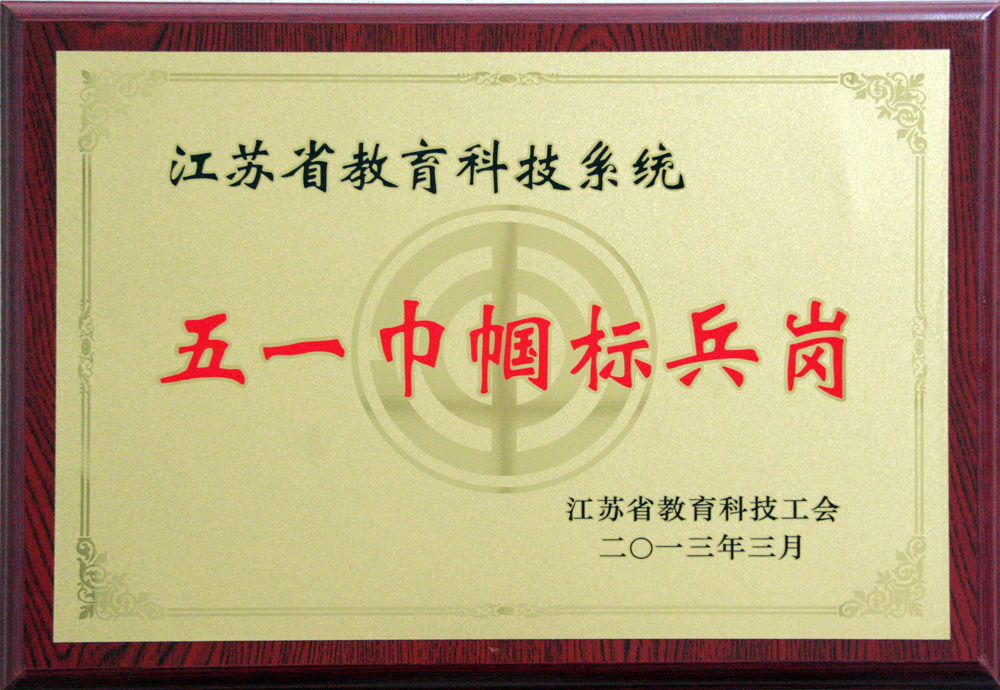 江苏省教育科技系统
五一巾帼标兵岗
江苏省教育科技工会
二〇一三年三月